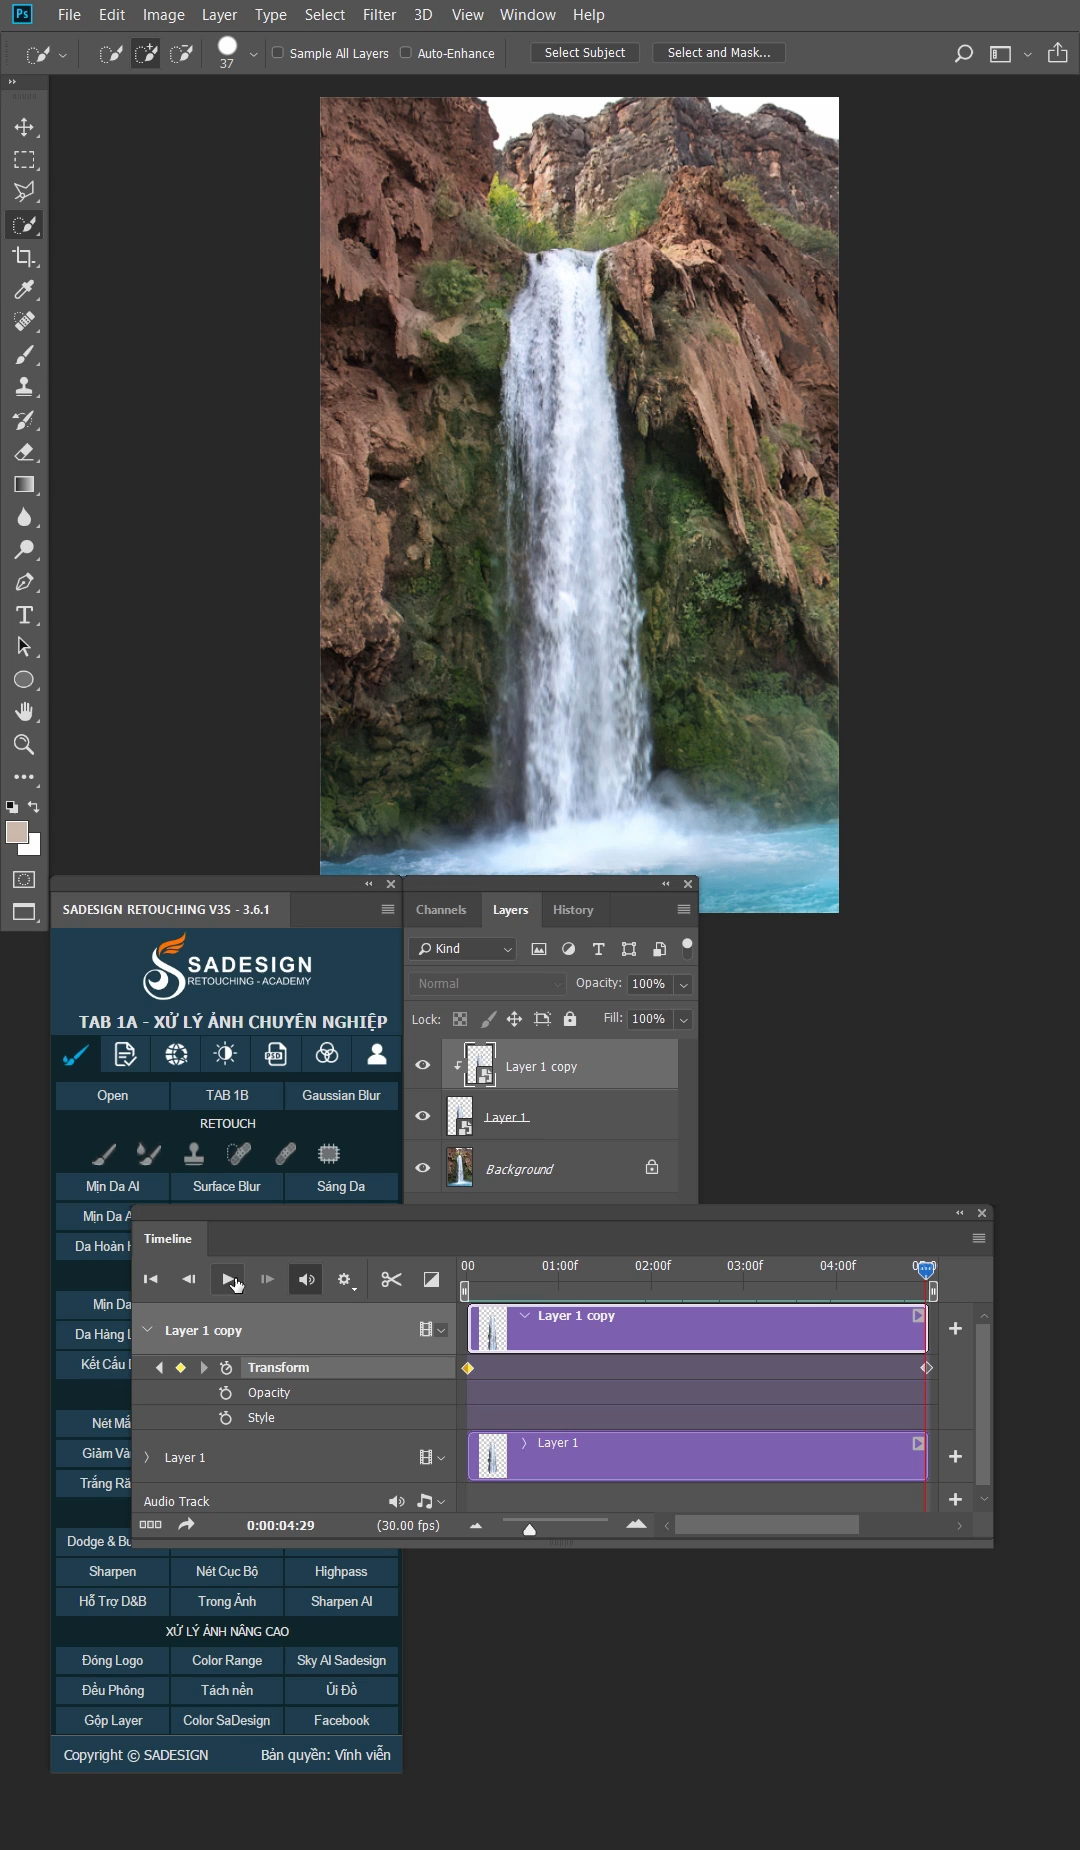 Ps File Edit Image Layer Type Select Filter 3D View Window Help
37 Sample All Layers Auto-Enhance Select Subject Select and Mask...
SADESIGN RETOUCHING V3S - 3.6.1
SADESIGN
RETOUCHING - ACADEMY
TAB 1A - XỬ LÝ ẢNH CHUYÊN NGHIỆP
PSD
Open TAB 1B Gaussian Blur
RETOUCH
Mịn Da AI Surface Blur Sáng Da
Mịn Da
Da Hoàn
Mịn Da
Da Hàng
Kết Cấu
Nét
Giảm
Trắng
Dodge &
Sharpen Nét Cục Bộ Highpass
Hỗ Trợ D&B Trong Ảnh Sharpen AI
XỬ LÝ ẢNH NÂNG CAO
Đóng Logo Color Range Sky AI Sadesign
Đều Phông Tách nền Ủi Đồ
Gộp Layer Color SaDesign Facebook
Copyright © SADESIGN Bản quyền: Vĩnh viễn
Channels Layers History
Kind
Normal Opacity: 100%
Lock: Fill: 100%
Layer 1 copy
Layer 1
Background
Timeline
00 01:00f 02:00f 03:00f 04:00f
Layer 1 copy Layer 1 copy
Transform
Opacity
Style
Layer 1 Layer 1
Audio Track
0:00:04:29 (30.00 fps)